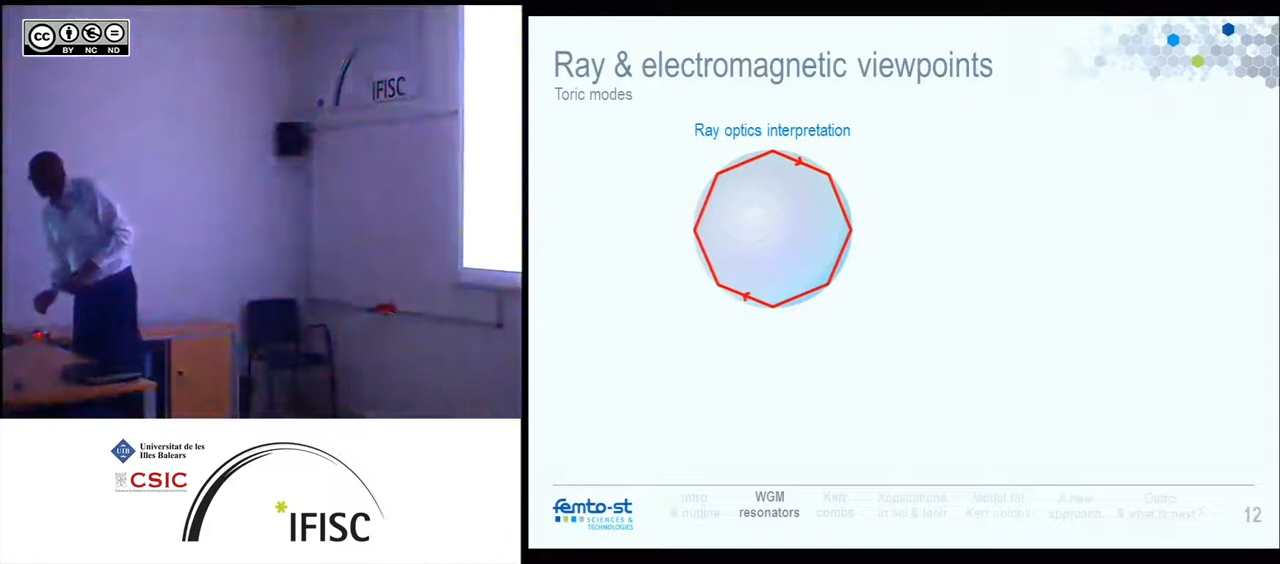 cc
BY NC ND
IFISC
Universitat de les
Illes Balears
UIB
CSIC
*IFISC
Ray & electromagnetic viewpoints
Toric modes
Ray optics interpretation
femto-st
SCIENCES &
TECHNOLOGIES
Intro
& outline
WGM
resonators
Kerr
combs
Applications
in sci & tech
Model for
Kerr combs
A new
approach
Outro
& what is next?
12